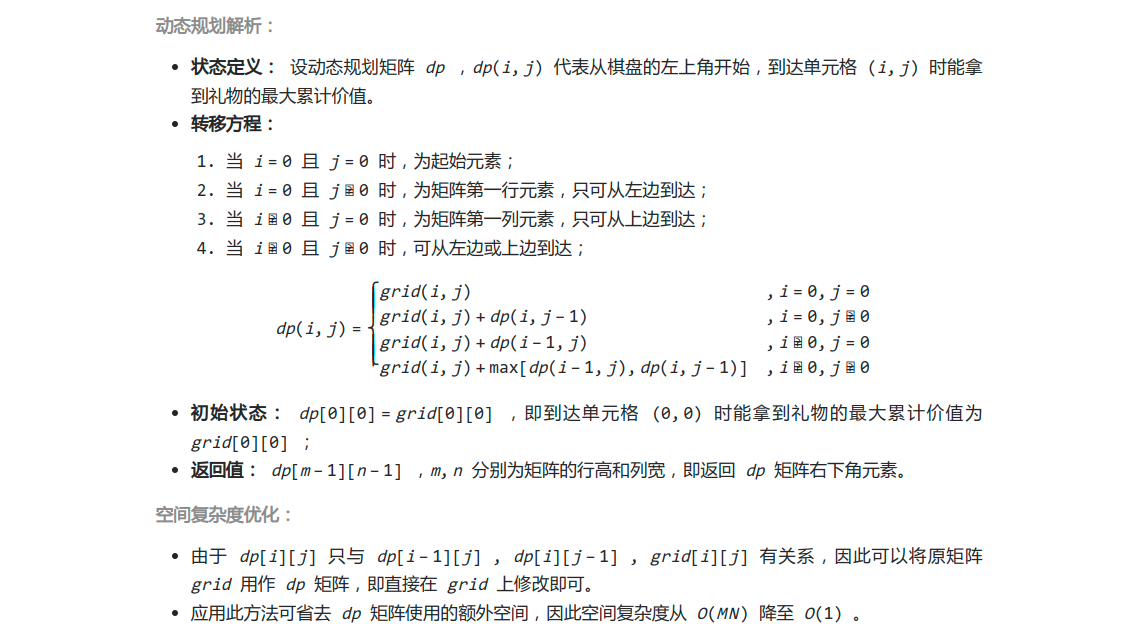 动态规划解析：
• 状态定义： 设动态规划矩阵 dp ，dp(i,j) 代表从棋盘的左上角开始，到达单元格 (i,j) 时能拿
到礼物的最大累计价值。
• 转移方程：
1. 当 i=0 且 j=0 时，为起始元素；
2. 当 i=0 且 j 0 时，为矩阵第一行元素，只可从左边到达；
3. 当 i 0 且 j=0 时，为矩阵第一列元素，只可从上边到达；
4. 当 i 0 且 j 0 时，可从左边或上边到达；
grid(i,j) ,i=0,j=0
grid(i,j)+dp(i,j-1) ,i=0,j 0
dp(i,j)=
grid(i,j)+dp(i-1,j) ,i 0,j=0
grid(i,j)+max[dp(i-1,j),dp(i,j-1)] ,i 0,j 0
• 初始状态： dp[0][0]=grid[0][0] ，即到达单元格 (0,0) 时能拿到礼物的最大累计价值为
grid[0][0] ；
• 返回值： dp[m-1][n-1] ，m,n 分别为矩阵的行高和列宽，即返回 dp 矩阵右下角元素。
空间复杂度优化：
• 由于 dp[i][j] 只与 dp[i-1][j] , dp[i][j-1] , grid[i][j] 有关系，因此可以将原矩阵
grid 用作 dp 矩阵，即直接在 grid 上修改即可。
• 应用此方法可省去 dp 矩阵使用的额外空间，因此空间复杂度从 O(MN) 降至 O(1) 。